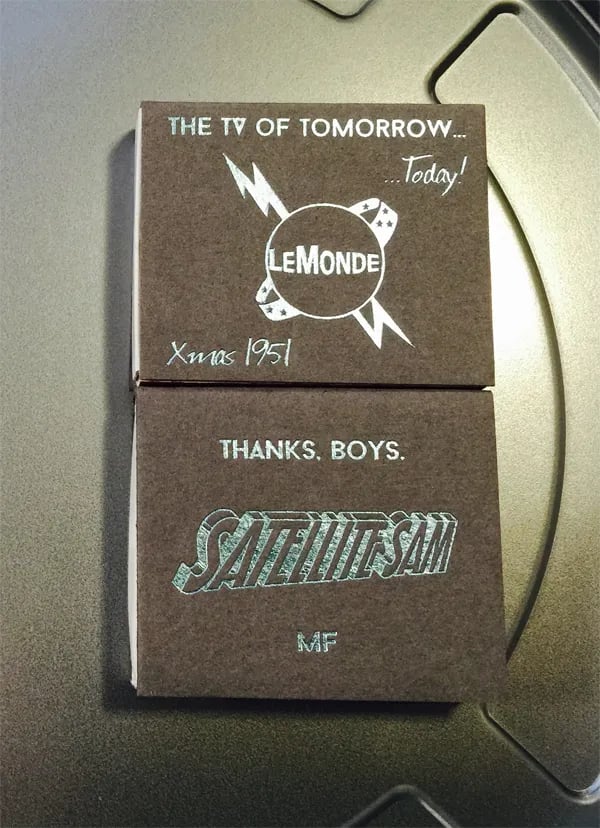 THE TV OF TOMORROW...
...Today!
LEMONDE
Xmas 1951
THANKS, BOYS.
SATELLITE SAM
MF